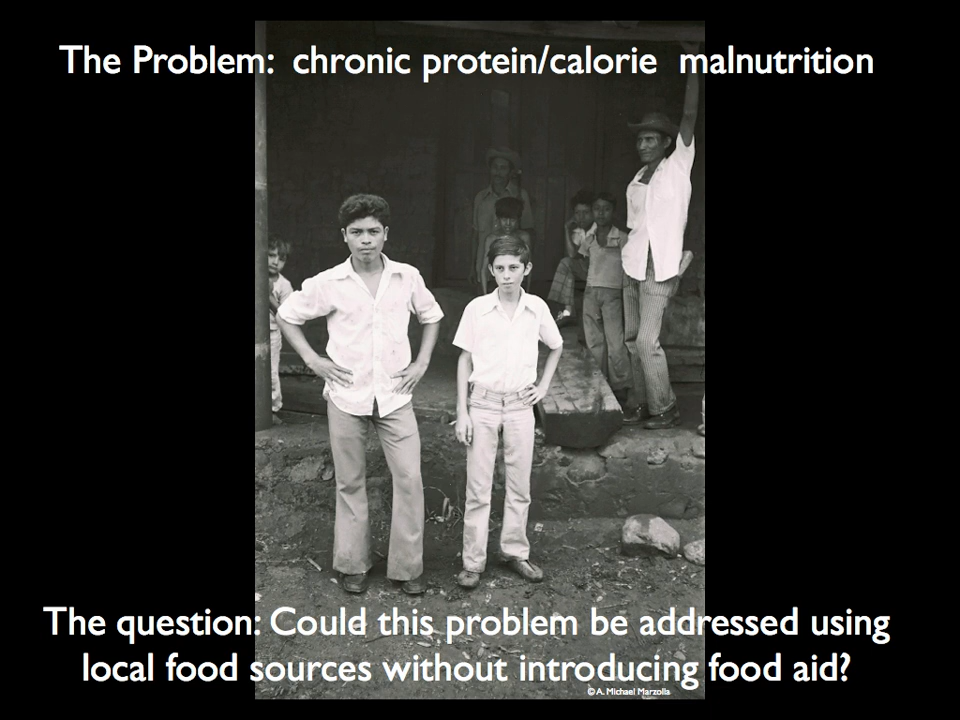 The Problem: chronic protein/calorie malnutrition
The question: Could this problem be addressed using
local food sources without introducing food aid?
© A. Michael Marzolla